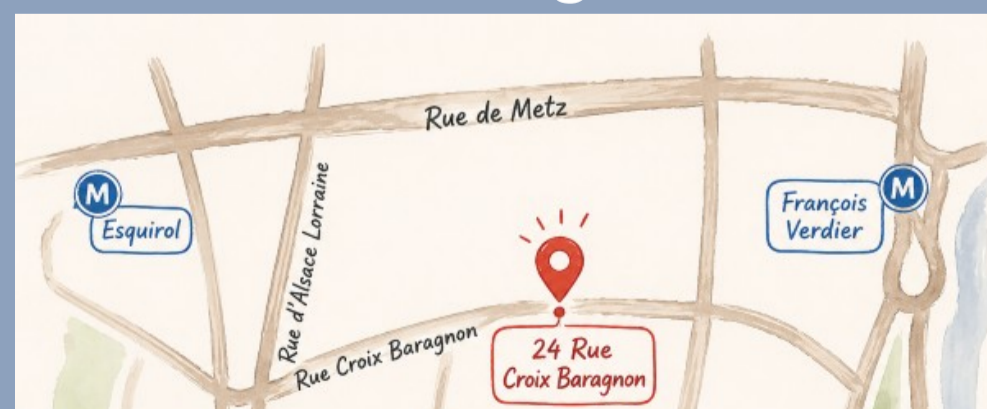 Rue de Metz
M
Esquirol
Rue d'Alsace Lorraine
M
François
Verdier
Rue Croix Baragnon
24 Rue
Croix Baragnon